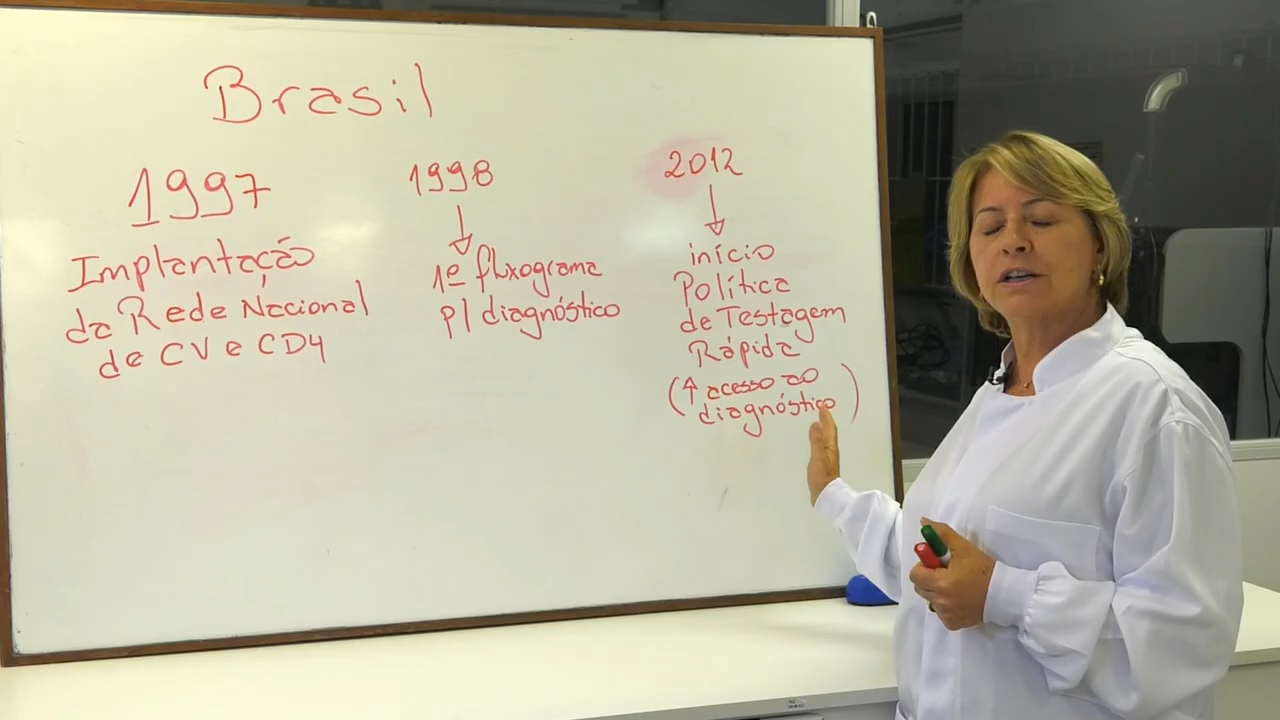 Brasil
1997
Implantação
da Rede Nacional
de CV e CD4
1998
1º fluxograma
p/ diagnóstico
2012
início
Política
de Testagem
Rápida
(↑ acesso ao
diagnóstico)